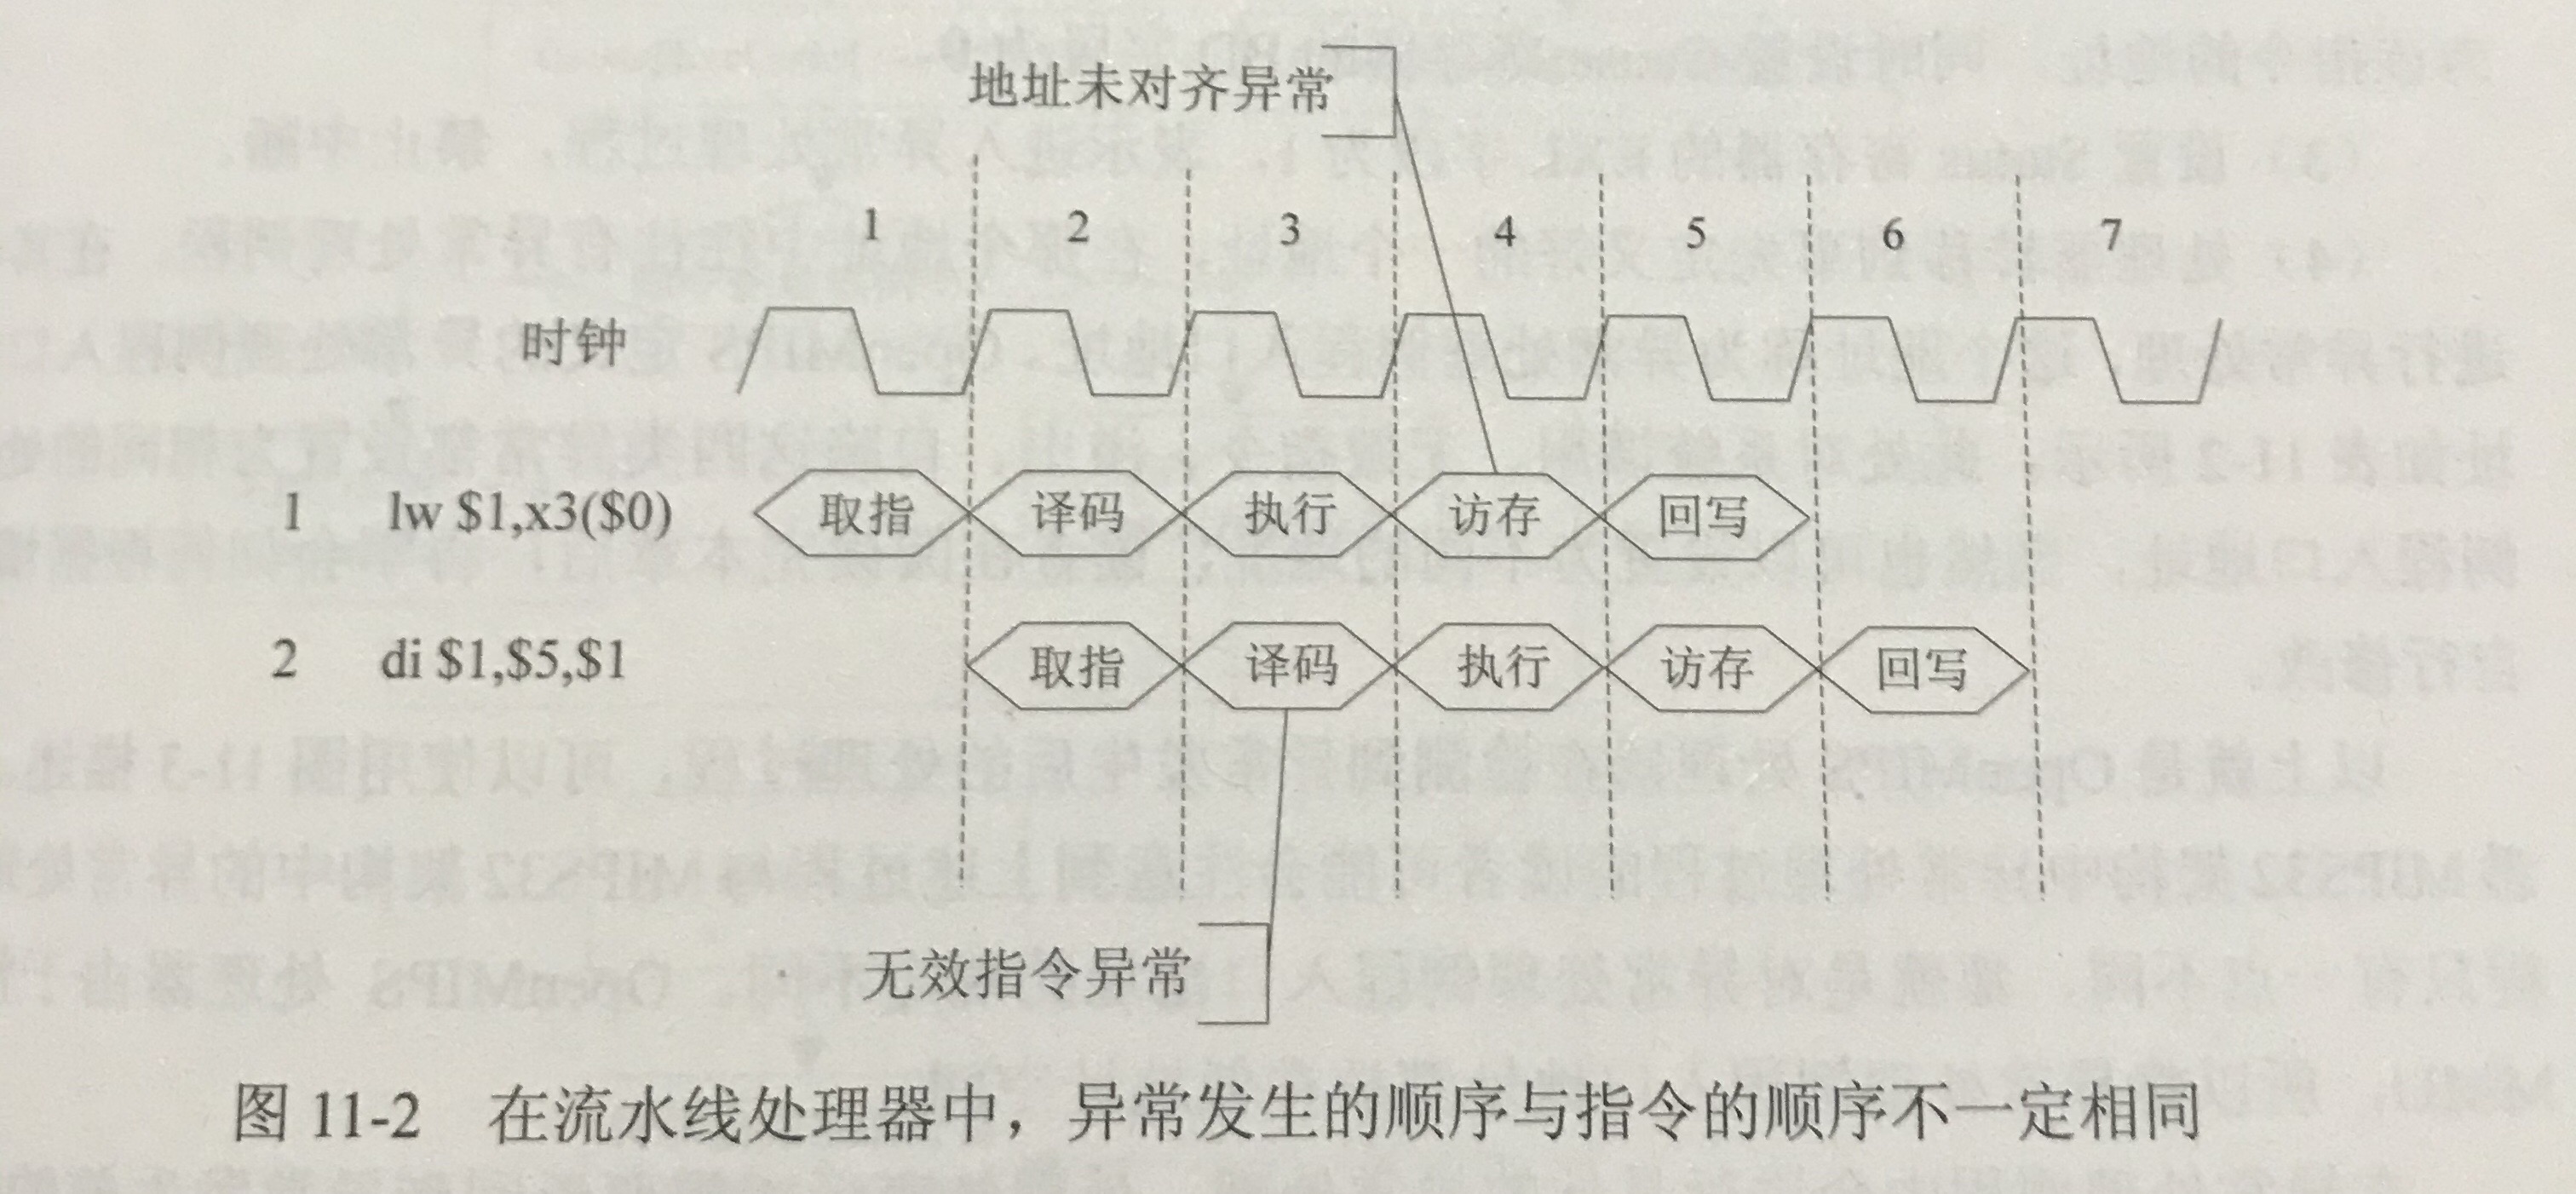 地址未对齐异常
1 2 3 4 5 6 7
时钟
1 lw $1,x3($0) 取指 译码 执行 访存 回写
2 di $1,$5,$1 取指 译码 执行 访存 回写
无效指令异常
图 11-2 在流水线处理器中，异常发生的顺序与指令的顺序不一定相同